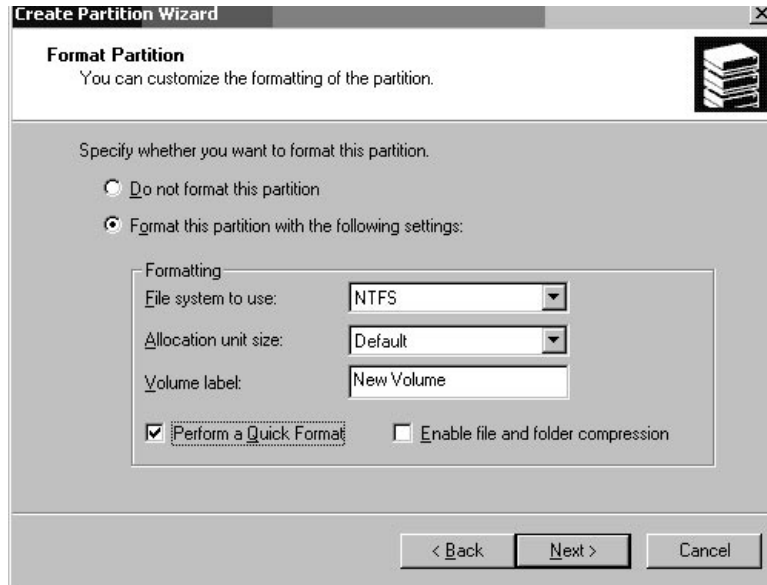 Create Partition Wizard
Format Partition
You can customize the formatting of the partition.
Specify whether you want to format this partition.
Do not format this partition
Format this partition with the following settings:
Formatting
File system to use: NTFS
Allocation unit size: Default
Volume label: New Volume
Perform a Quick Format Enable file and folder compression
< Back Next > Cancel